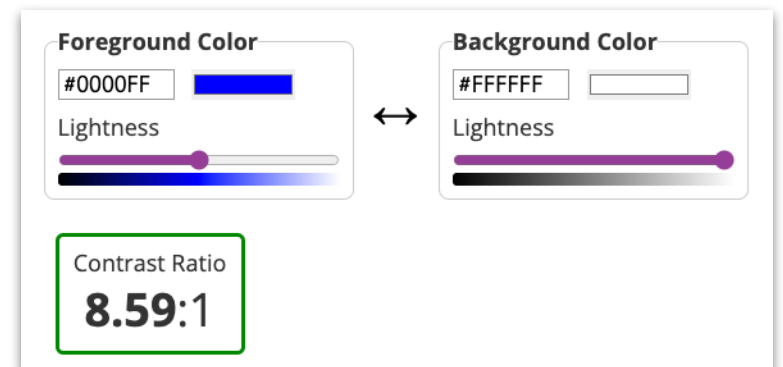 Foreground Color
#0000FF
Lightness
Background Color
#FFFFFF
Lightness
Contrast Ratio
8.59:1